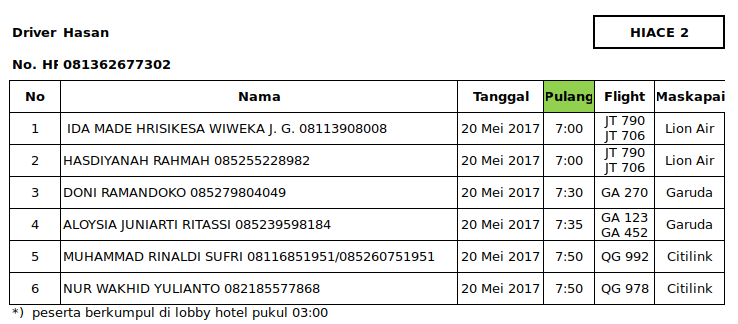 Driver Hasan HIACE 2
No. HP 081362677302
No Nama Tanggal Pulang Flight Maskapai
1 IDA MADE HRISIKESA WIWEKA J. G. 08113908008 20 Mei 2017 7:00 JT 790 JT 706 Lion Air
2 HASDIYANAH RAHMAH 085255228982 20 Mei 2017 7:00 JT 790 JT 706 Lion Air
3 DONI RAMANDOKO 085279804049 20 Mei 2017 7:30 GA 270 Garuda
4 ALOYSIA JUNIARTI RITASSI 085239598184 20 Mei 2017 7:35 GA 123 GA 452 Garuda
5 MUHAMMAD RINALDI SUFRI 08116851951/085260751951 20 Mei 2017 7:50 QG 992 Citilink
6 NUR WAKHID YULIANTO 082185577868 20 Mei 2017 7:50 QG 978 Citilink
*) peserta berkumpul di lobby hotel pukul 03:00